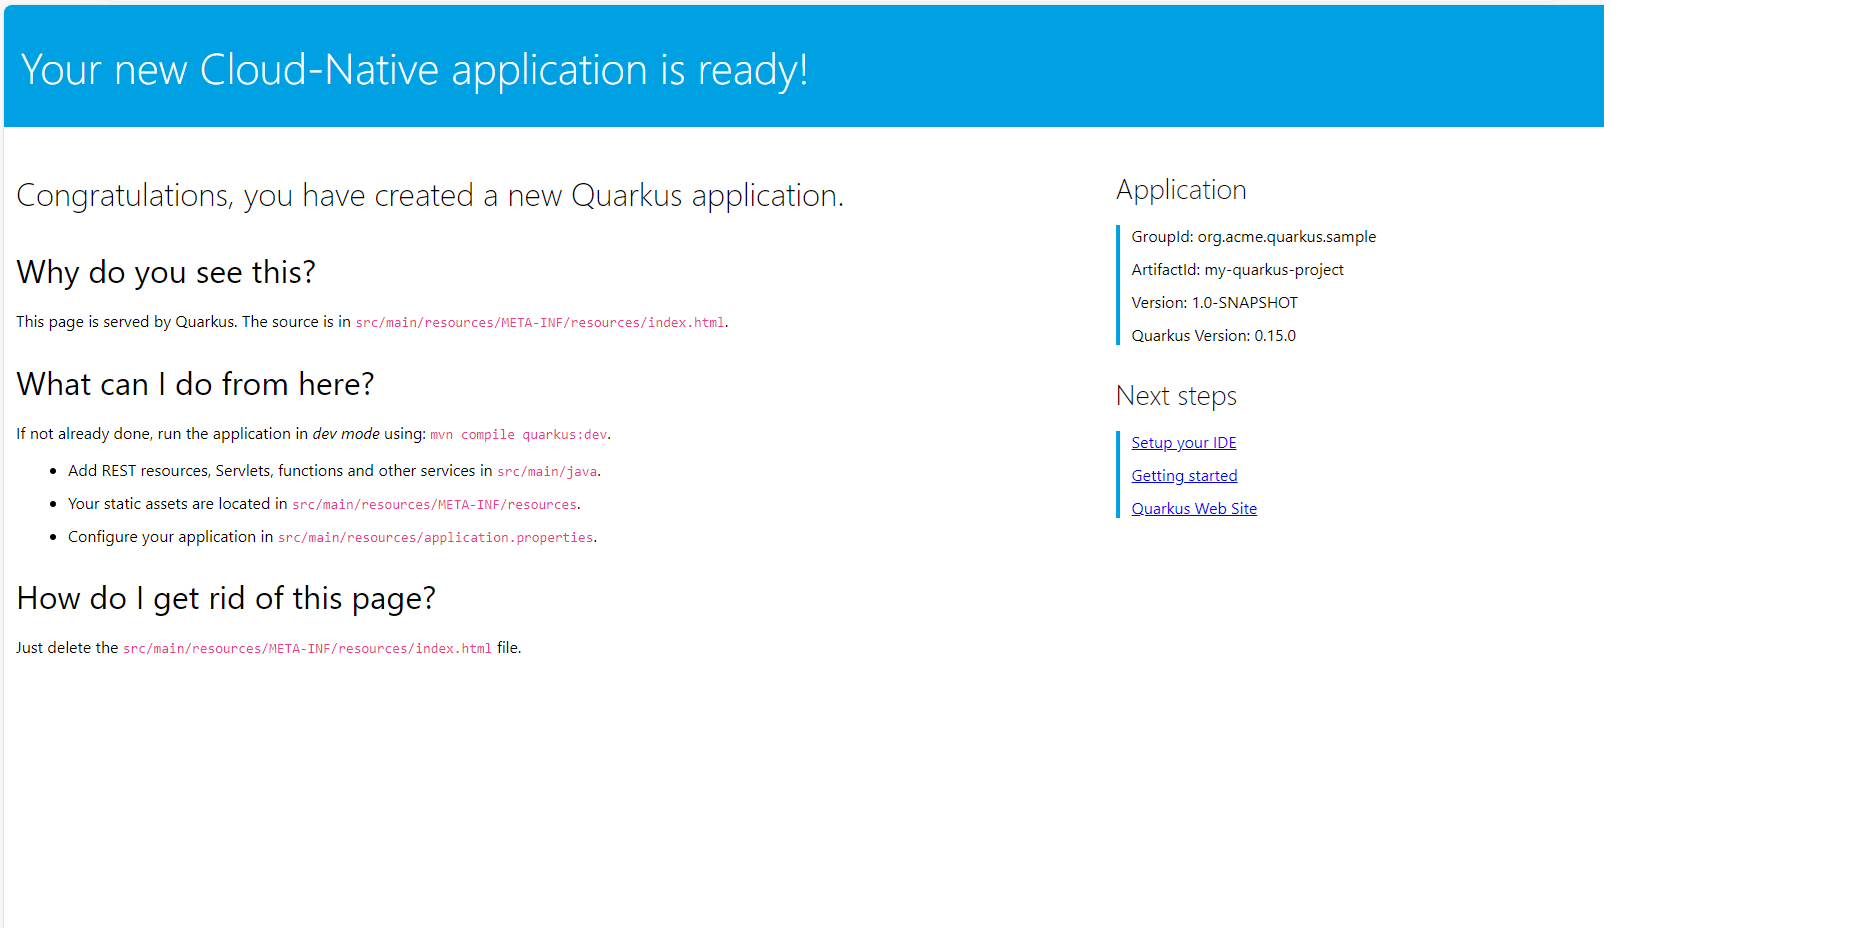 Your new Cloud-Native application is ready!
Congratulations, you have created a new Quarkus application.
Why do you see this?
This page is served by Quarkus. The source is in src/main/resources/META-INF/resources/index.html.
What can I do from here?
If not already done, run the application in dev mode using: mvn compile quarkus:dev.
• Add REST resources, Servlets, functions and other services in src/main/java.
• Your static assets are located in src/main/resources/META-INF/resources.
• Configure your application in src/main/resources/application.properties.
How do I get rid of this page?
Just delete the src/main/resources/META-INF/resources/index.html file.
Application
GroupId: org.acme.quarkus.sample
ArtifactId: my-quarkus-project
Version: 1.0-SNAPSHOT
Quarkus Version: 0.15.0
Next steps
Setup your IDE
Getting started
Quarkus Web Site